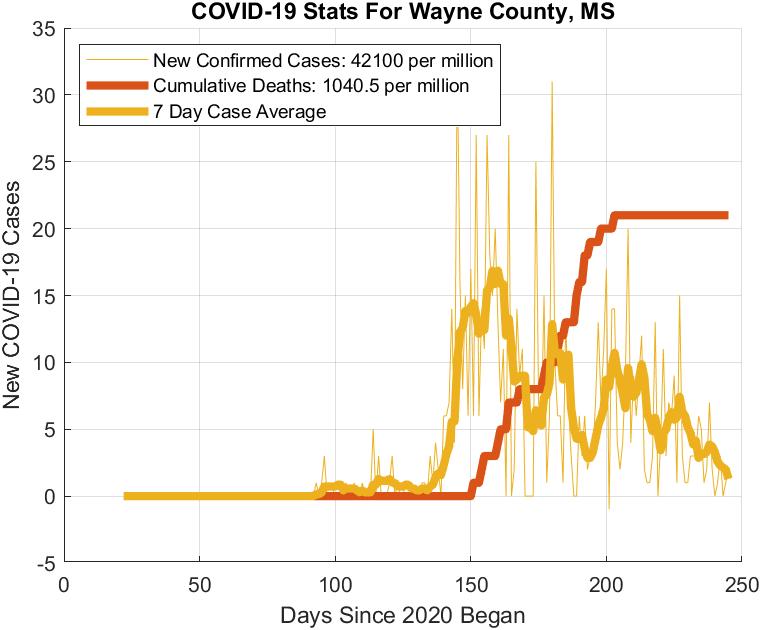 COVID-19 Stats For Wayne County, MS
35
New Confirmed Cases: 42100 per million
Cumulative Deaths: 1040.5 per million
7 Day Case Average
30
25
20
15
10
5
0
-5
New COVID-19 Cases
0 50 100 150 200 250
Days Since 2020 Began